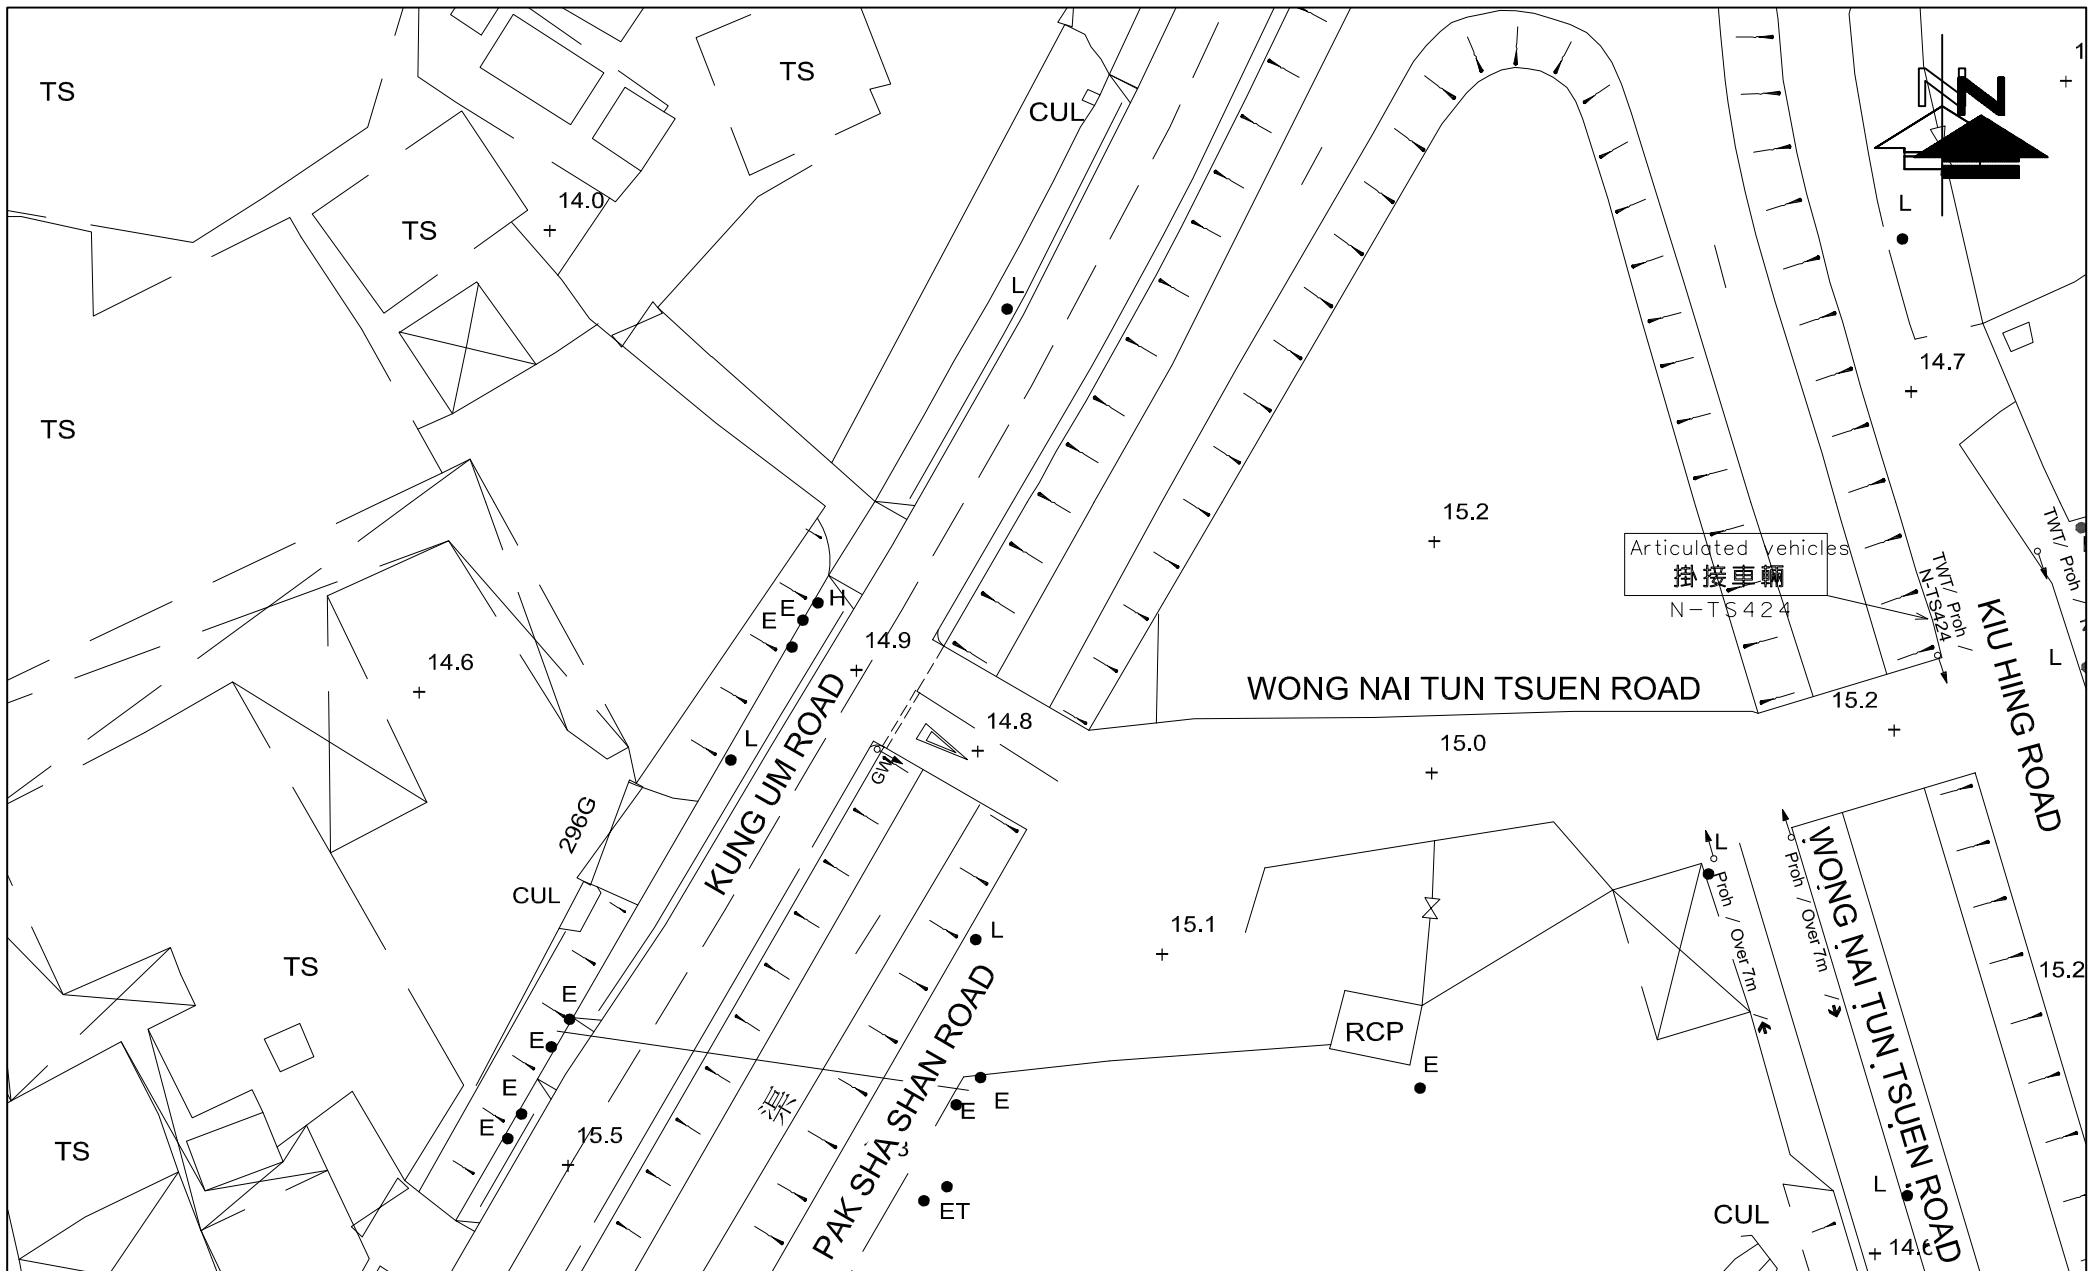 TS
TS
N
N
CUL
L
14.0
TS
L
14.7
TS
15.2
TWT/ Proh /
Articulated vehicles
掛接車輛
N-TS424
TWT/ Proh /
N-TS424
H
E
E
14.9
14.6
L
WONG NAI TUN TSUEN ROAD
15.2
KIU HING ROAD
14.8
L
15.0
GW
KUNG UM ROAD
296G
L
Proh / Over 7m /
Proh / Over 7m /
WONG NAI TUN TSUEN ROAD
CUL
15.1
L
TS
15.2
E
RCP
E
E
E
E
渠
PAK SHA SHAN ROAD
E
E
15.5
TS
ET
L
CUL